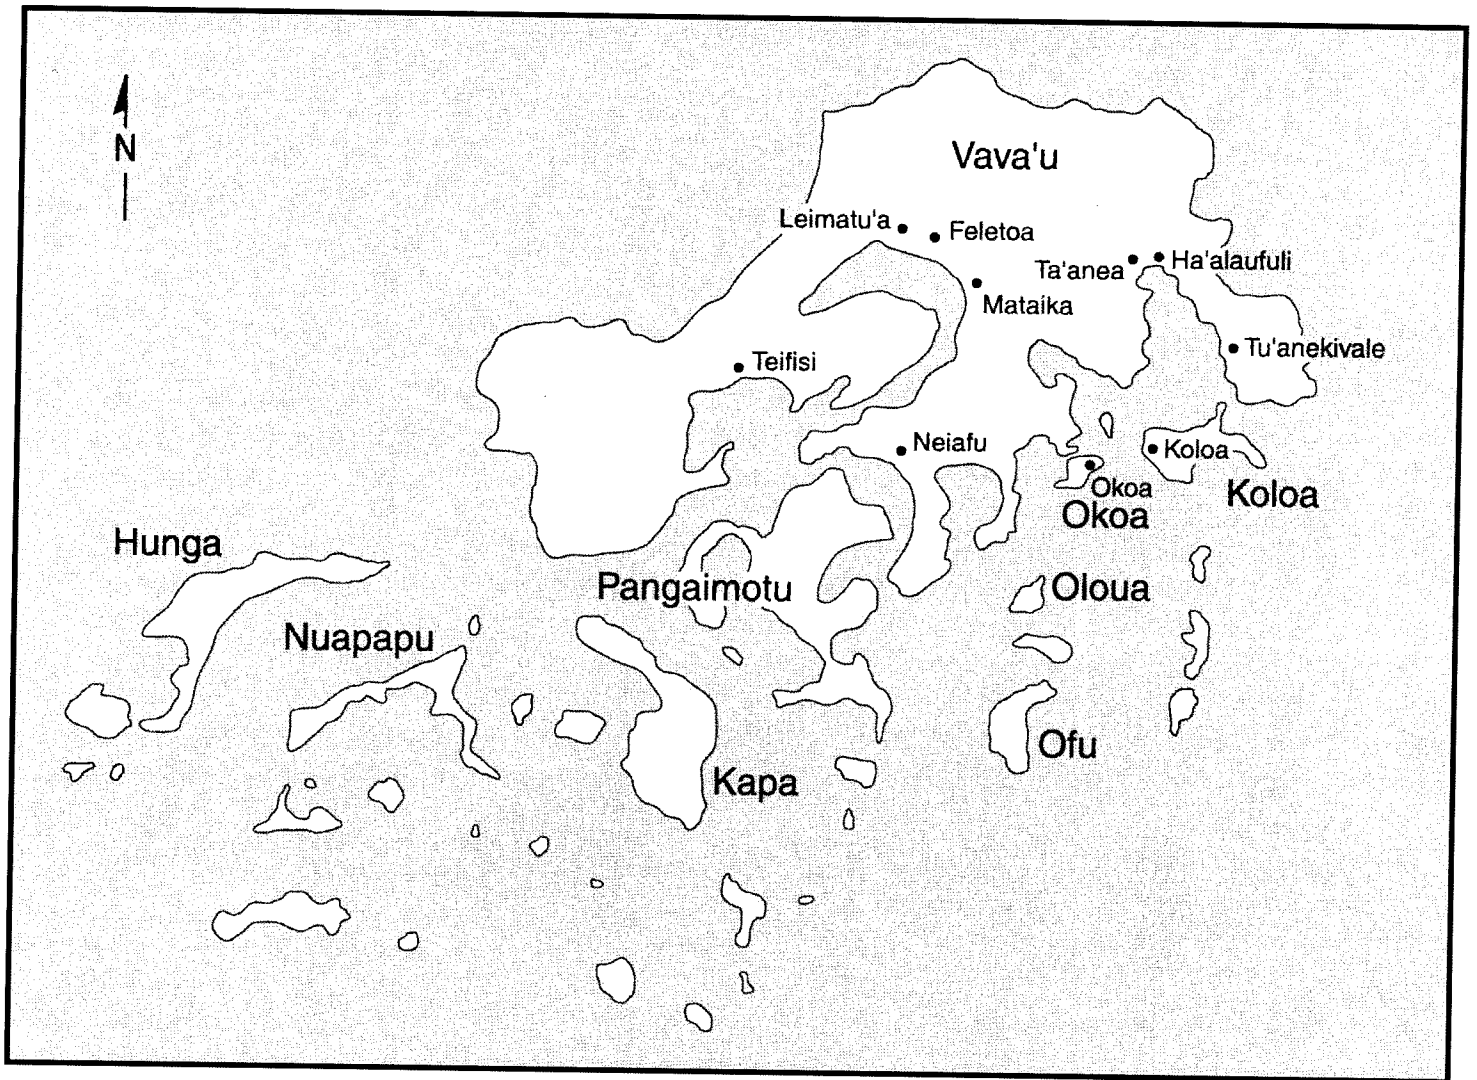 N
Vava'u
Leimatu'a
Feletoa
Ta'anea
Ha'alaufuli
Mataika
Tu'anekivale
Teifisi
Neiafu
Koloa
Okoa
Koloa
Okoa
Hunga
Pangaimotu
Oloua
Nuapapu
Ofu
Kapa